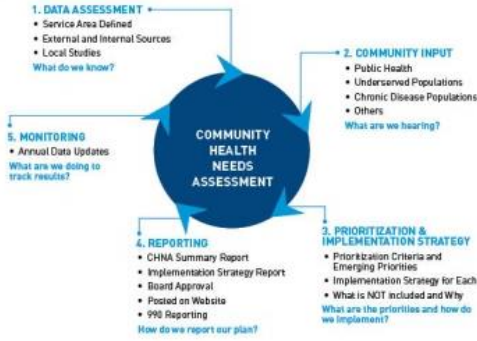 1. DATA ASSESSMENT
• Service Area Defined
• External and Internal Sources
• Local Studies
What do we know?
2. COMMUNITY INPUT
• Public Health
• Underserved Populations
• Chronic Disease Populations
• Others
What are we hearing?
3. PRIORITIZATION &
IMPLEMENTATION STRATEGY
• Prioritization Criteria and
Emerging Priorities
• Implementation Strategy for Each
• What is NOT included and Why
What are the priorities and how do
we implement?
4. REPORTING
• CHNA Summary Report
• Implementation Strategy Report
• Board Approval
• Posted on Website
• 990 Reporting
How do we report our plan?
5. MONITORING
• Annual Data Updates
What are we doing to
track results?
COMMUNITY
HEALTH
NEEDS
ASSESSMENT